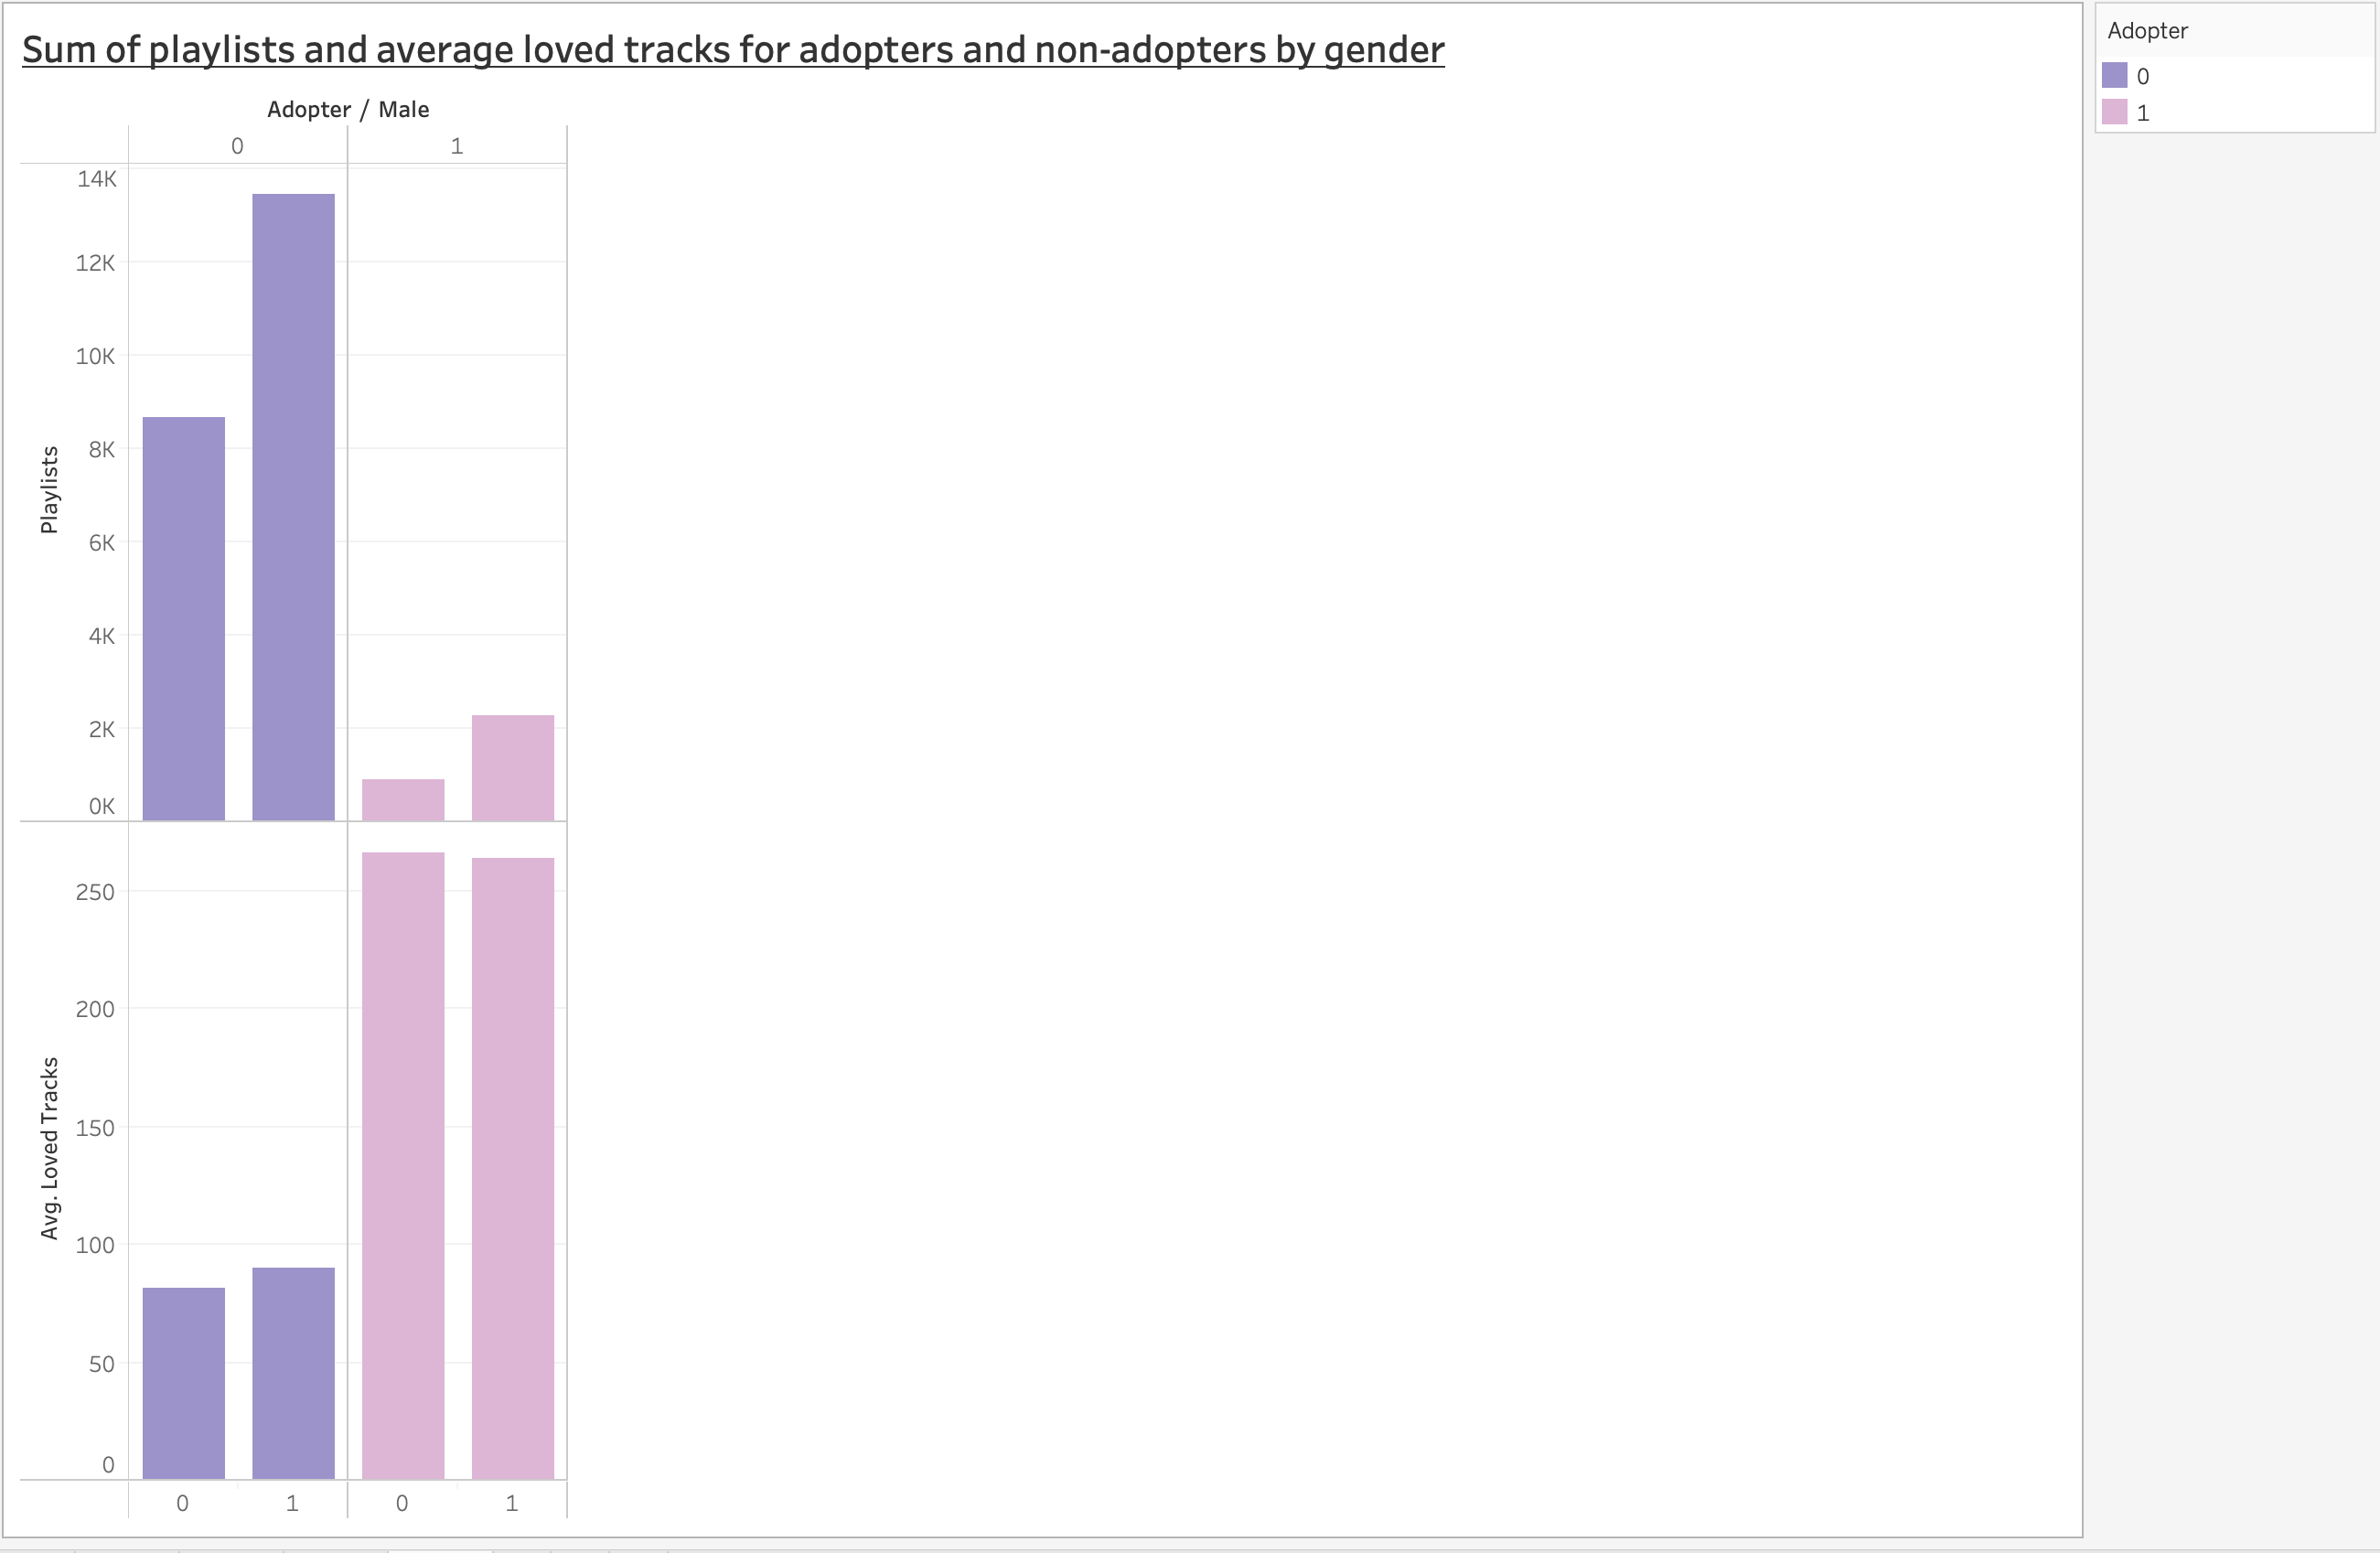 Sum of playlists and average loved tracks for adopters and non-adopters by gender
Adopter
0
1
Adopter / Male
0 1
14K
12K
10K
8K
6K
4K
2K
0K
Playlists
250
200
150
100
50
0
Avg. Loved Tracks
0 1 0 1